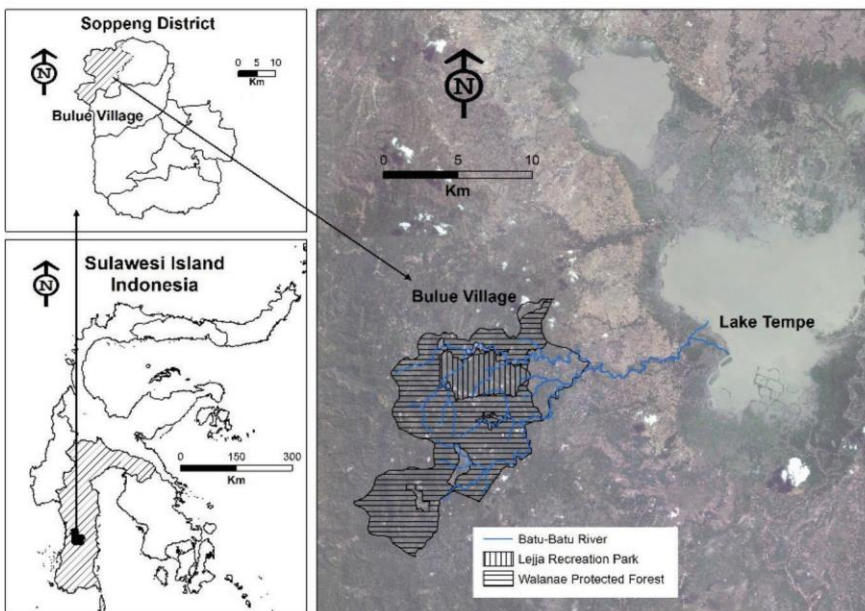 Soppeng District
N
0 5 10
Km
Bulue Village
Sulawesi Island
Indonesia
N
0 150 300
Km
N
0 5 10
Km
Bulue Village
Lake Tempe
Batu-Batu River
Lejja Recreation Park
Walanae Protected Forest